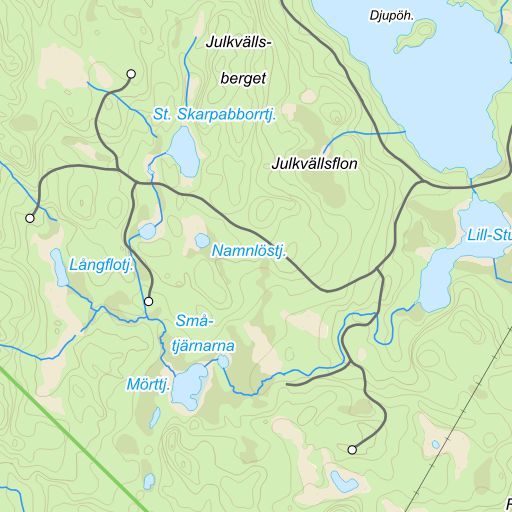 Djupöh.
Julkvälls-
berget
St. Skarpabborrtj.
Julkvällsflon
Lill-Stu
Namnlöstj.
Långflotj.
Små-
tjärnarna
Mörttj.